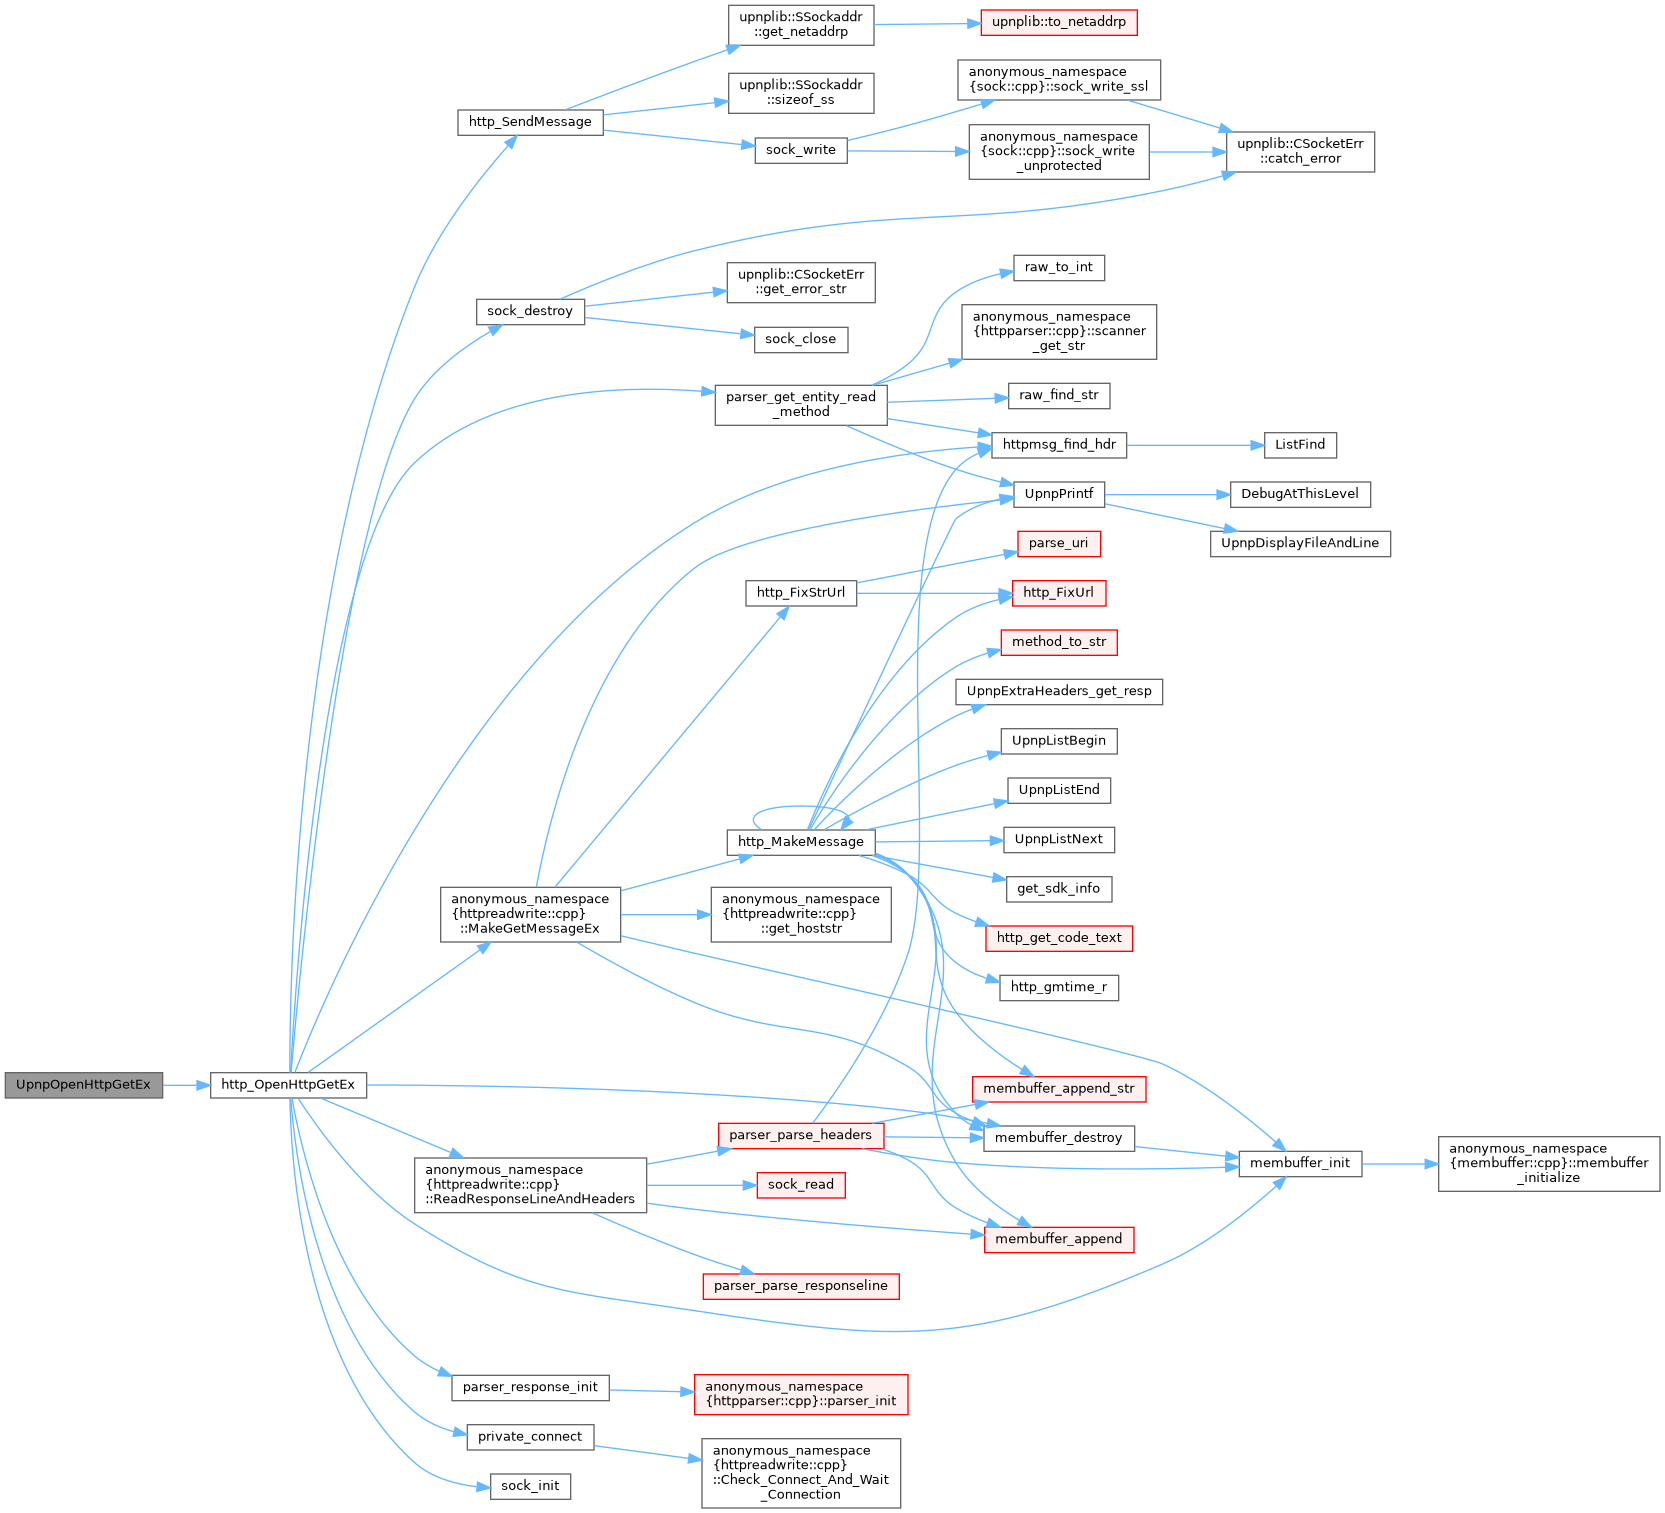 UpnpOpenHttpGetEx
http_OpenHttpGetEx
http_SendMessage
sock_destroy
anonymous_namespace
{httpreadwrite::cpp}
::MakeGetMessageEx
anonymous_namespace
{httpreadwrite::cpp}
::ReadResponseLineAndHeaders
parser_response_init
private_connect
sock_init
upnplib::SSockaddr
::get_netaddrp
upnplib::SSockaddr
::sizeof_ss
sock_write
upnplib::CSocketErr
::get_error_str
sock_close
parser_get_entity_read
_method
http_FixStrUrl
http_MakeMessage
anonymous_namespace
{httpreadwrite::cpp}
::get_hoststr
parser_parse_headers
sock_read
parser_parse_responseline
anonymous_namespace
{httpparser::cpp}::parser_init
anonymous_namespace
{httpreadwrite::cpp}
::Check_Connect_And_Wait
_Connection
upnplib::to_netaddrp
anonymous_namespace
{sock::cpp}::sock_write_ssl
anonymous_namespace
{sock::cpp}::sock_write
_unprotected
raw_to_int
anonymous_namespace
{httpparser::cpp}::scanner
_get_str
raw_find_str
httpmsg_find_hdr
UpnpPrintf
parse_uri
http_FixUrl
method_to_str
UpnpExtraHeaders_get_resp
UpnpListBegin
UpnpListEnd
UpnpListNext
get_sdk_info
http_get_code_text
http_gmtime_r
membuffer_append_str
membuffer_destroy
membuffer_append
upnplib::CSocketErr
::catch_error
ListFind
DebugAtThisLevel
UpnpDisplayFileAndLine
membuffer_init
anonymous_namespace
{membuffer::cpp}::membuffer
_initialize